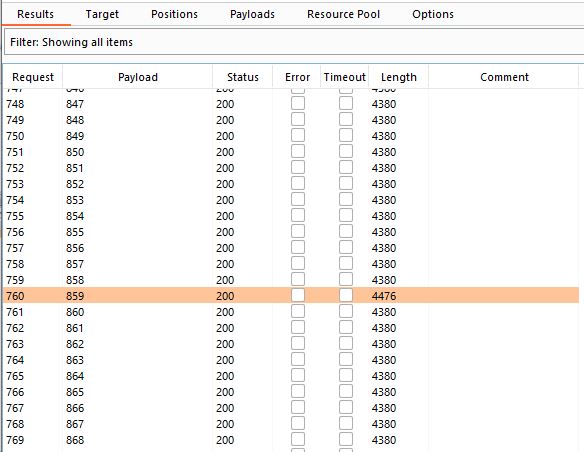 Results Target Positions Payloads Resource Pool Options
Filter: Showing all items
Request Payload Status Error Timeout Length Comment
747 846 200 4380
748 847 200 4380
749 848 200 4380
750 849 200 4380
751 850 200 4380
752 851 200 4380
753 852 200 4380
754 853 200 4380
755 854 200 4380
756 855 200 4380
757 856 200 4380
758 857 200 4380
759 858 200 4380
760 859 200 4476
761 860 200 4380
762 861 200 4380
763 862 200 4380
764 863 200 4380
765 864 200 4380
766 865 200 4380
767 866 200 4380
768 867 200 4380
769 868 200 4380